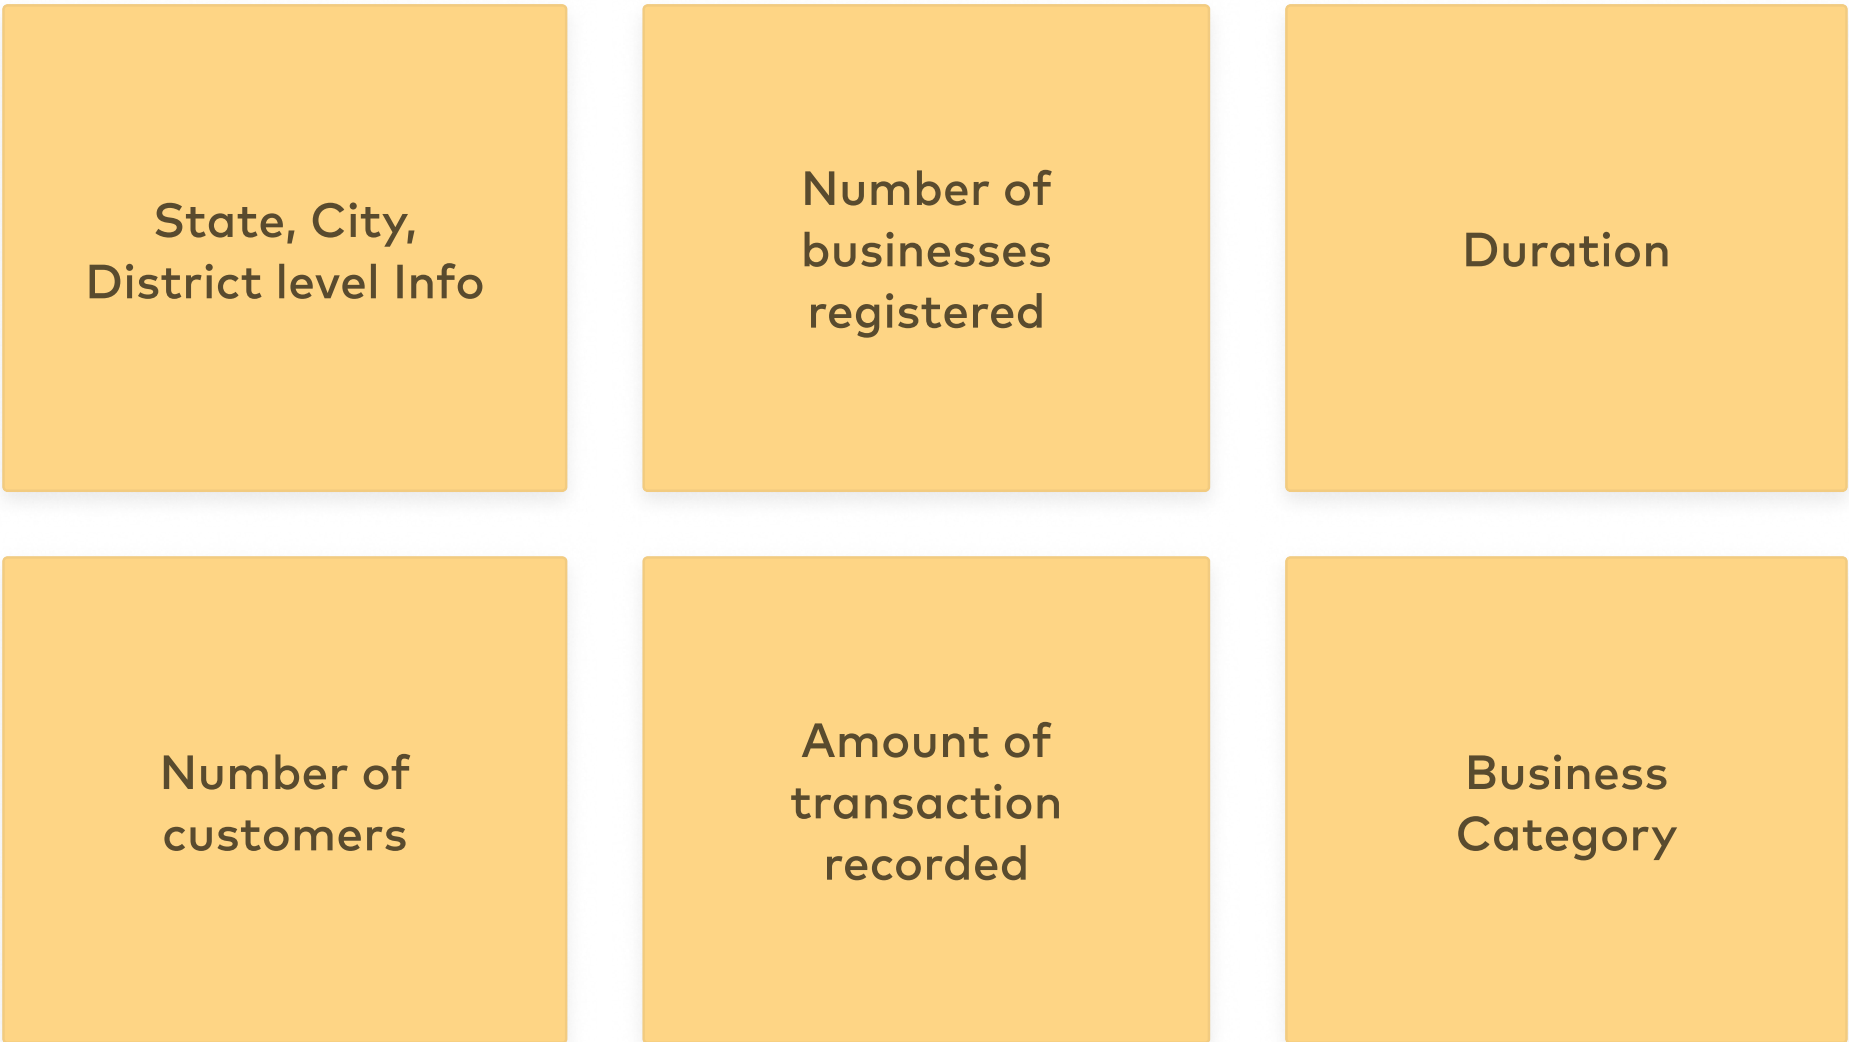 State, City,
District level Info
Number of
businesses
registered
Duration
Number of
customers
Amount of
transaction
recorded
Business
Category